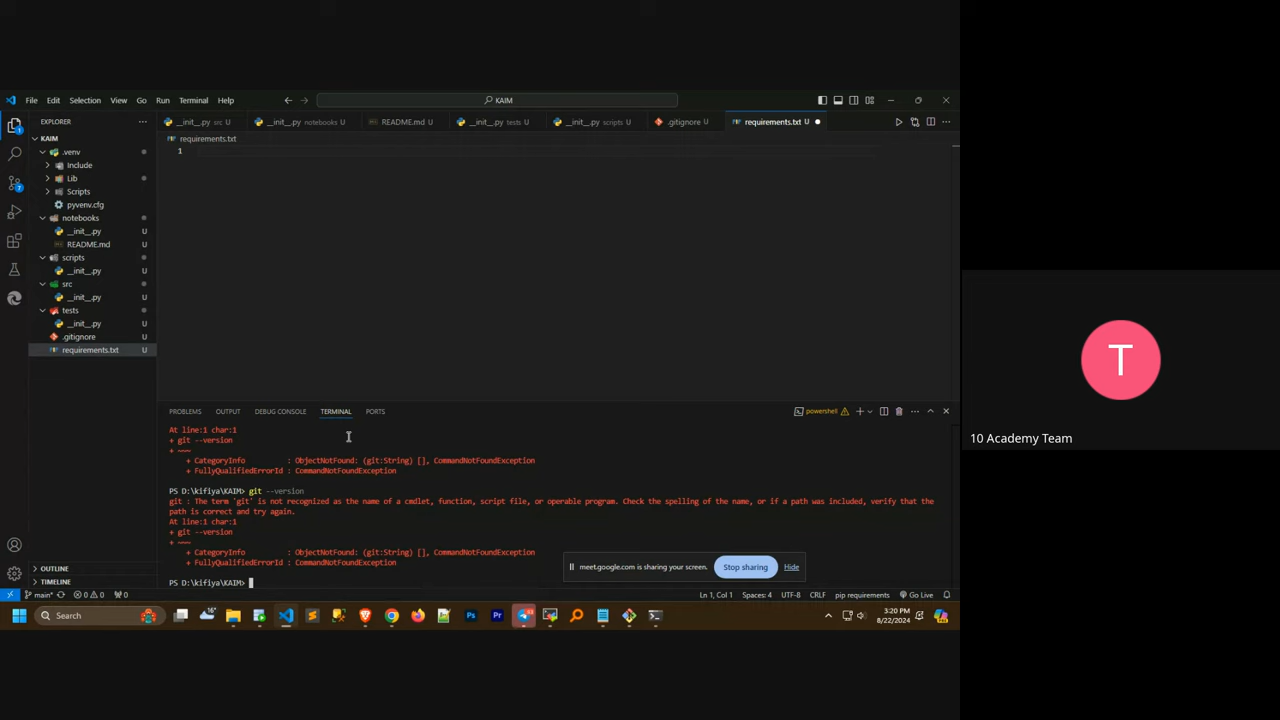 File Edit Selection View Go Run Terminal Help
KAIM
EXPLORER
KAIM
.venv
Include
Lib
Scripts
pyvenv.cfg
notebooks
__init__.py U
README.md U
scripts
__init__.py U
src
__init__.py U
tests
__init__.py U
.gitignore U
requirements.txt U
OUTLINE
TIMELINE
__init__.py src U
__init__.py notebooks U
README.md U
__init__.py tests U
__init__.py scripts U
.gitignore U
requirements.txt U
requirements.txt
1
PROBLEMS OUTPUT DEBUG CONSOLE TERMINAL PORTS
powershell
At line:1 char:1
+ git --version
+ ~~~
+ CategoryInfo : ObjectNotFound: (git:String) [], CommandNotFoundException
+ FullyQualifiedErrorId : CommandNotFoundException
PS D:\kifiya\KAIM> git --version
git : The term 'git' is not recognized as the name of a cmdlet, function, script file, or operable program. Check the spelling of the name, or if a path was included, verify that the
path is correct and try again.
At line:1 char:1
+ git --version
+ ~~~
+ CategoryInfo : ObjectNotFound: (git:String) [], CommandNotFoundException
+ FullyQualifiedErrorId : CommandNotFoundException
PS D:\kifiya\KAIM>
meet.google.com is sharing your screen. Stop sharing Hide
main* 0 0 0
Ln 1, Col 1 Spaces: 4 UTF-8 CRLF pip requirements Go Live
Search
Ps
Pr
3:20 PM
8/22/2024
T
10 Academy Team